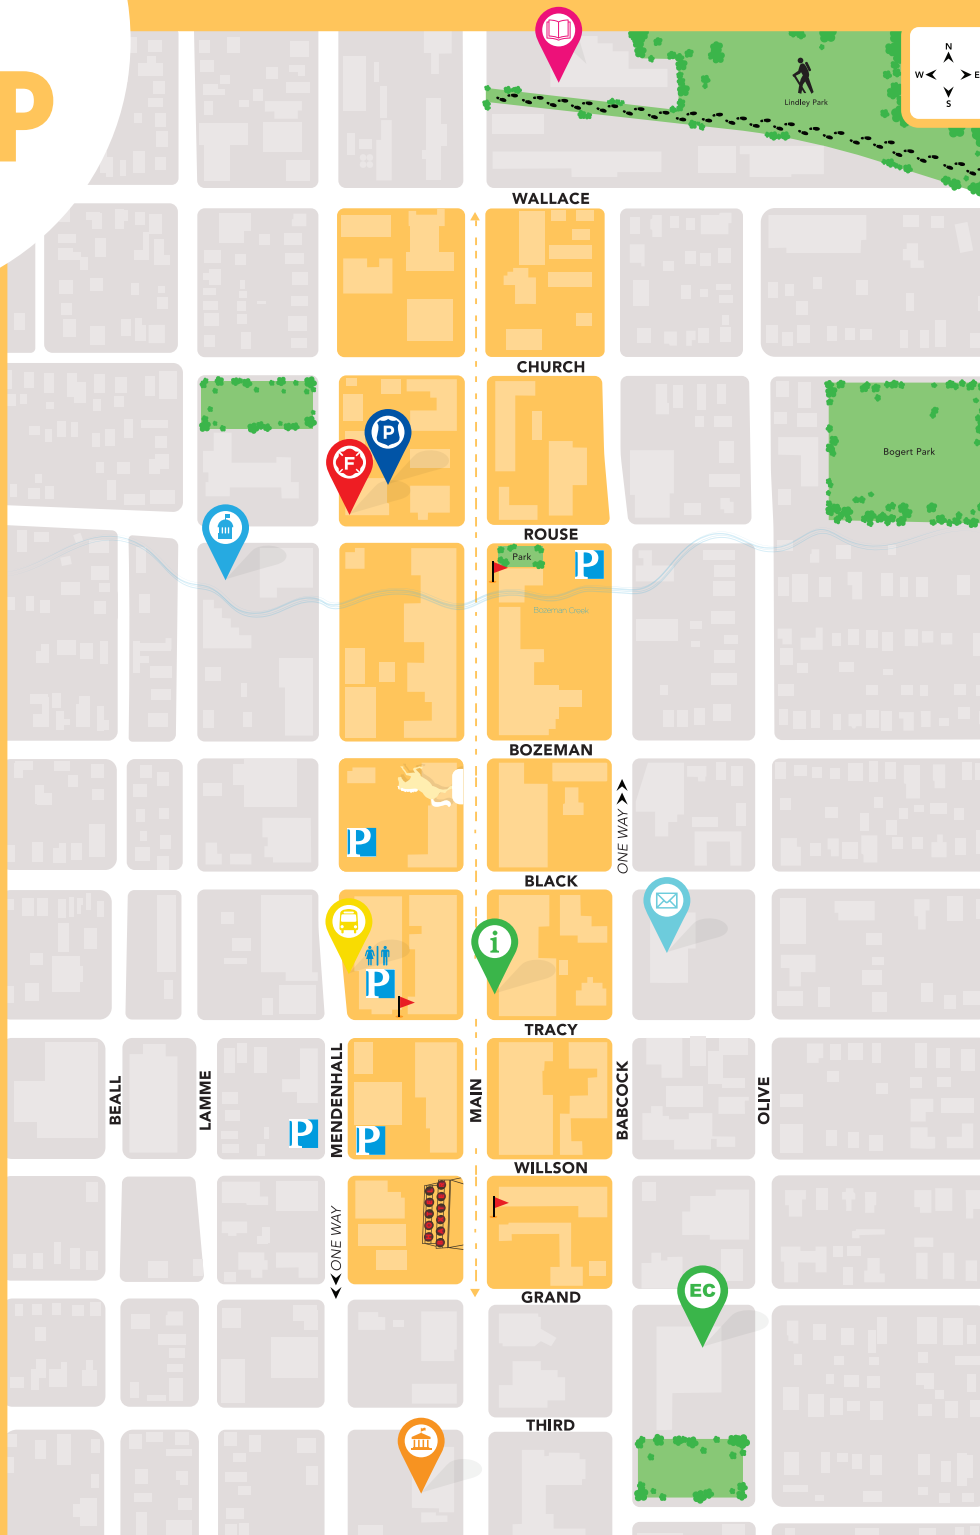 P
N
W E
S
Lindley Park
WALLACE
CHURCH
P
F
Bogert Park
ROUSE
Park
P
Bozeman Creek
BOZEMAN
P
ONE WAY
BLACK
i
P
TRACY
BEALL
LAMME
MENDENHALL
MAIN
BABCOCK
OLIVE
P
P
WILLSON
ONE WAY
EC
GRAND
THIRD